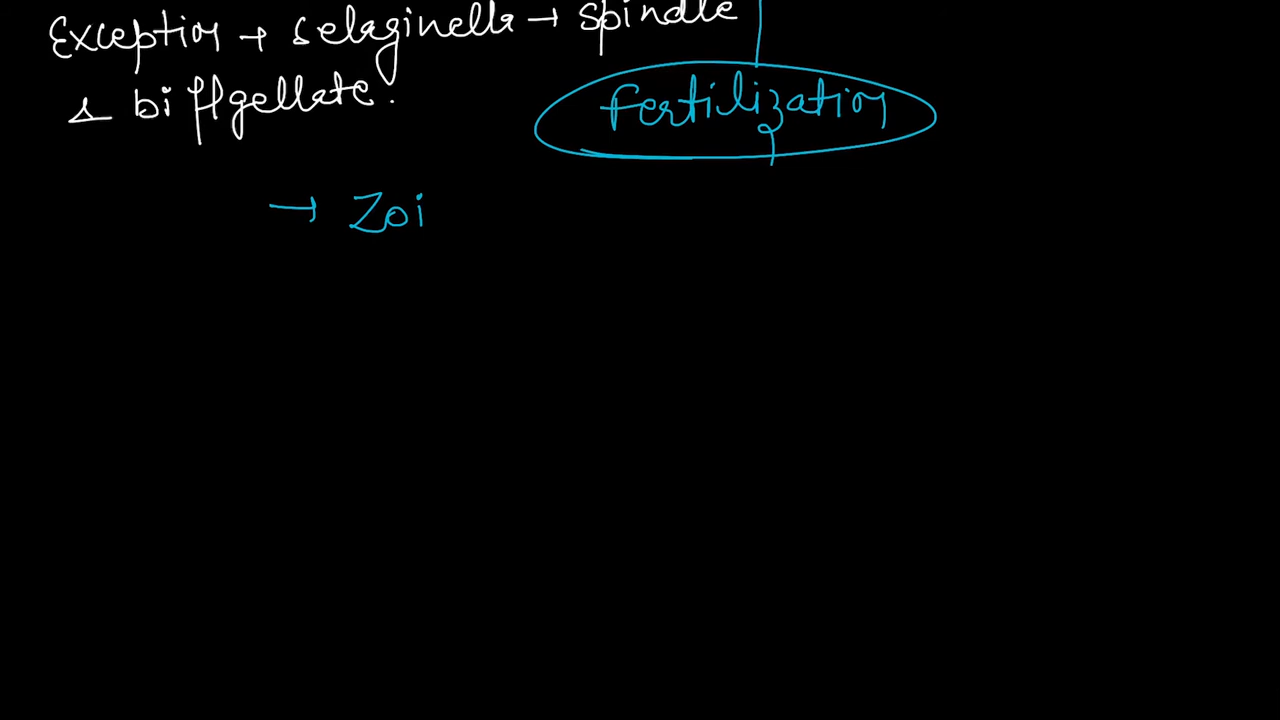 Exception → selaginella → spindle
& biflgellate.
fertilization
→ Zoi